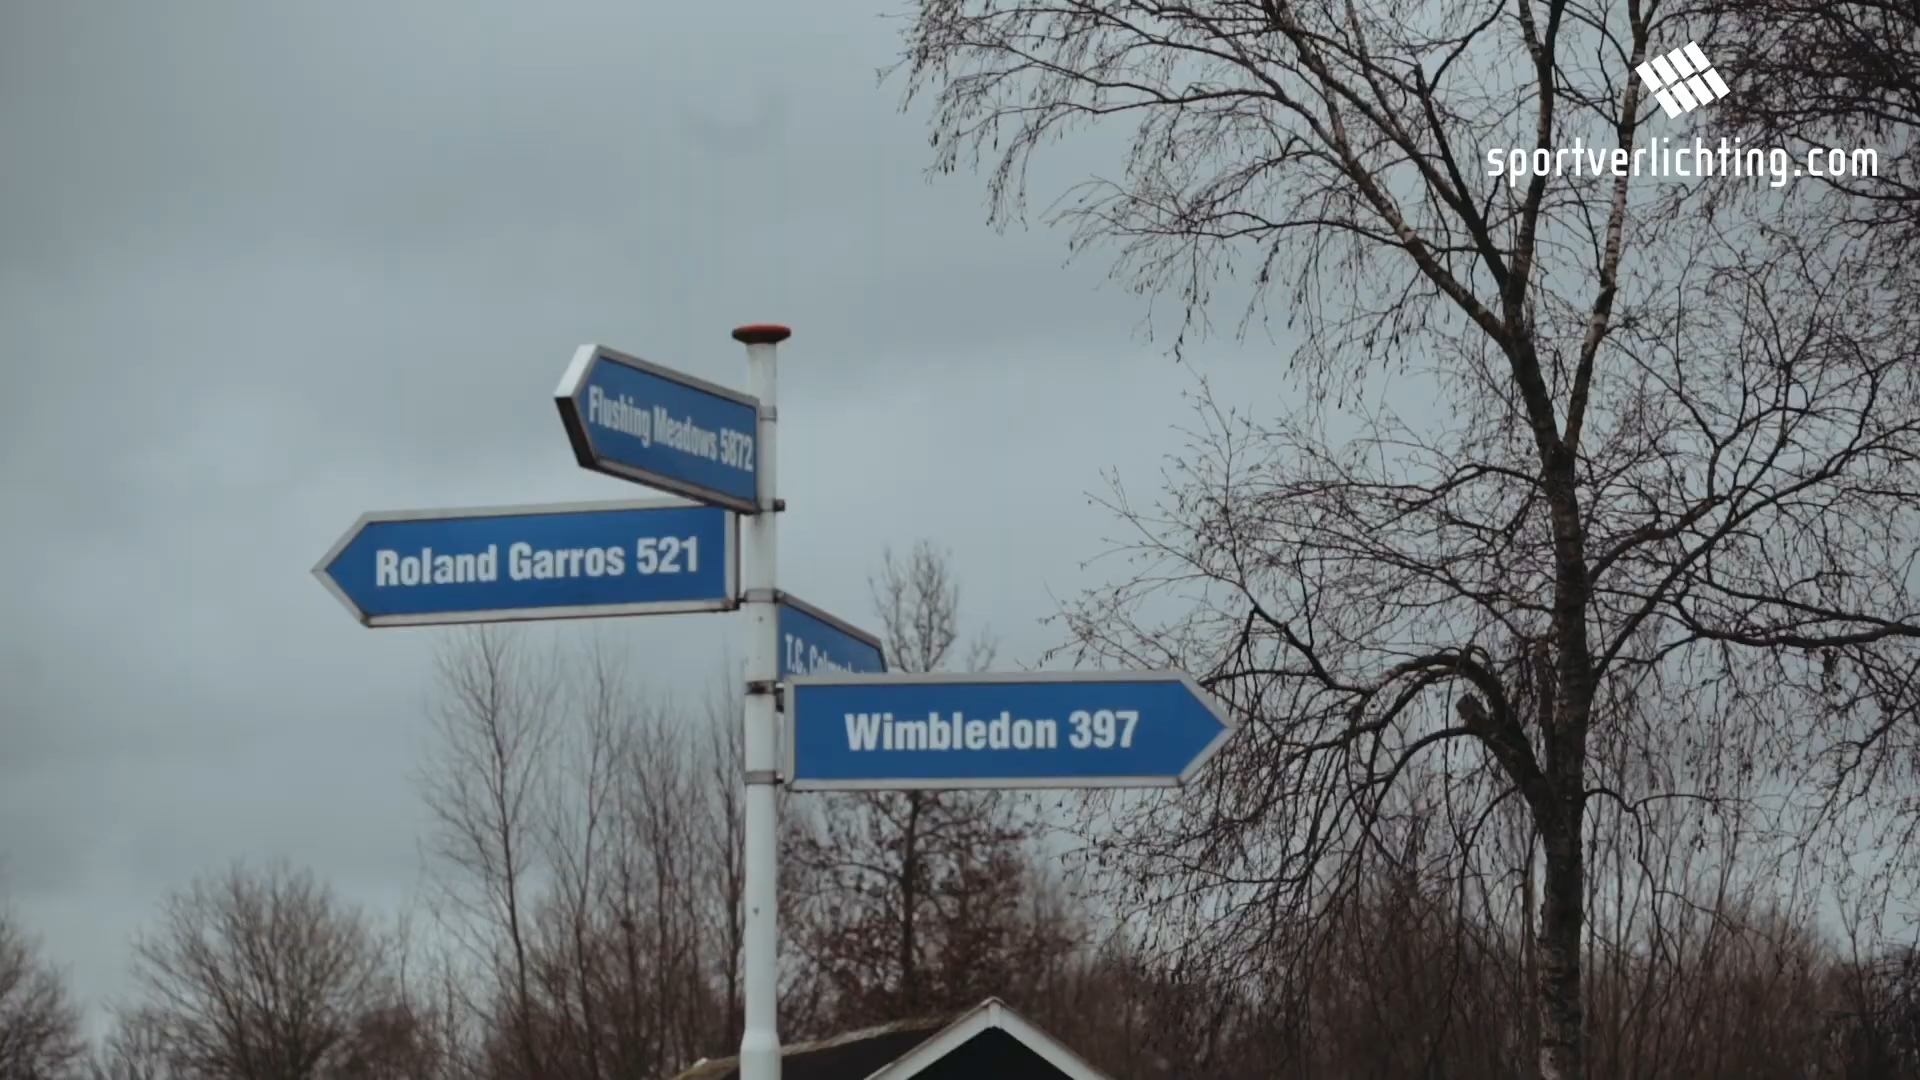 sportverlichting.com
Flushing Meadows 5872
Roland Garros 521
T.C.
Wimbledon 397